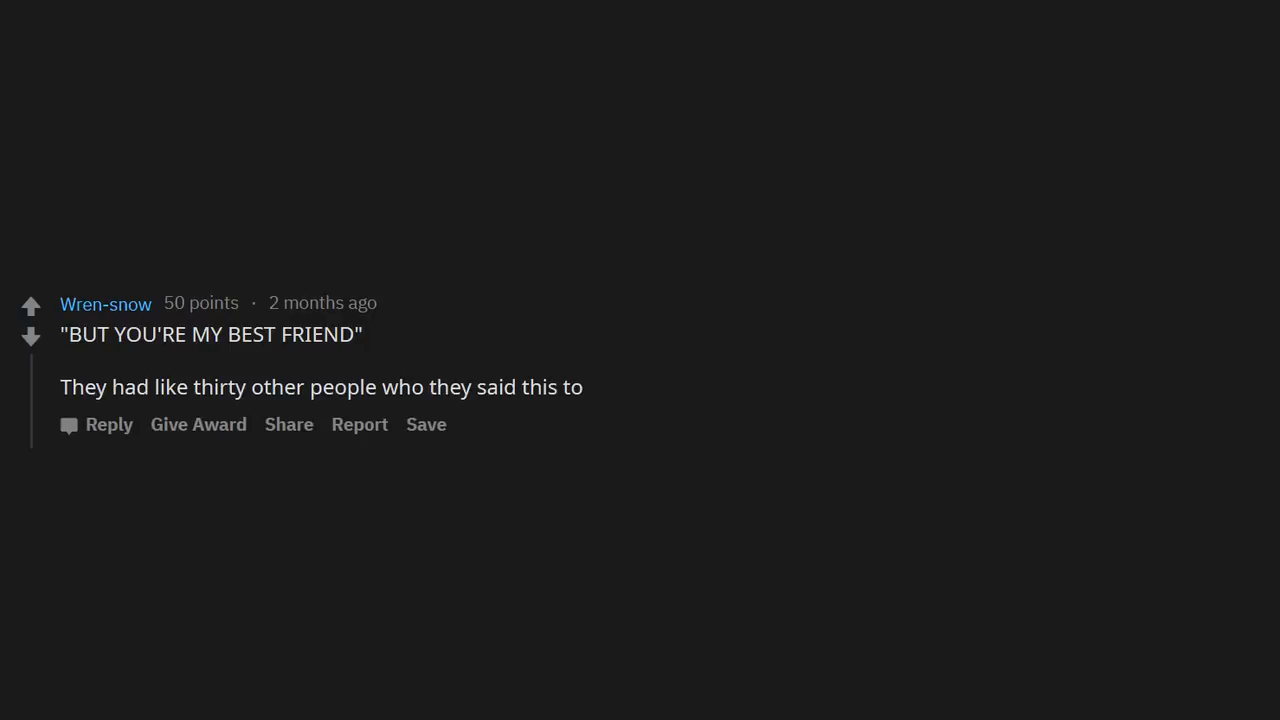 Wren-snow 50 points · 2 months ago
"BUT YOU'RE MY BEST FRIEND"
They had like thirty other people who they said this to
Reply Give Award Share Report Save